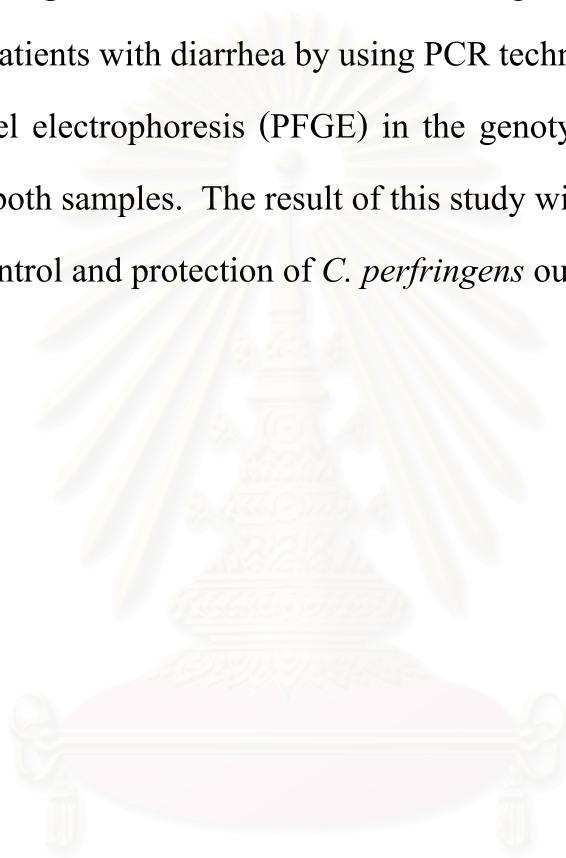 atients with diarrhea by using PCR techn
el electrophoresis (PFGE) in the genoty
both samples. The result of this study wi
ntrol and protection of C. perfringens ou